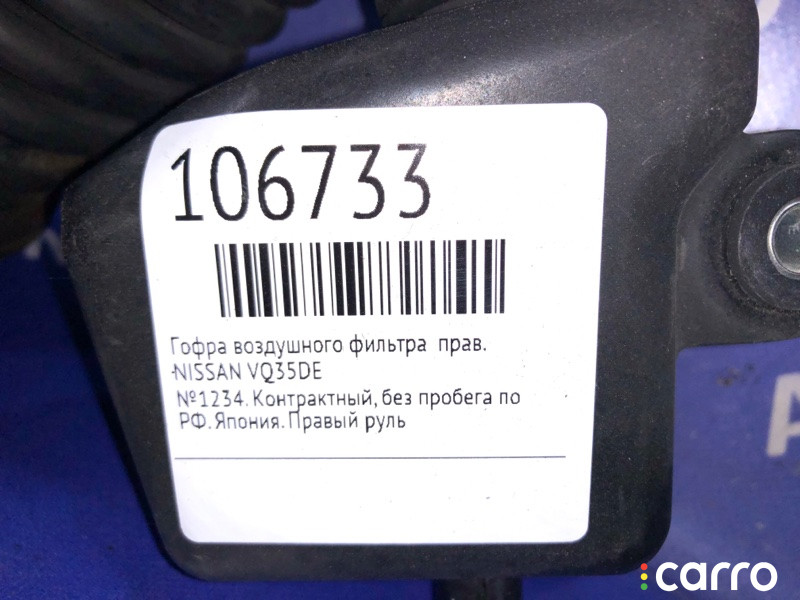 106733
Гофра воздушного фильтра прав.
NISSAN VQ35DE
№1234. Контрактный, без пробега по
РФ. Япония. Правый руль
carro